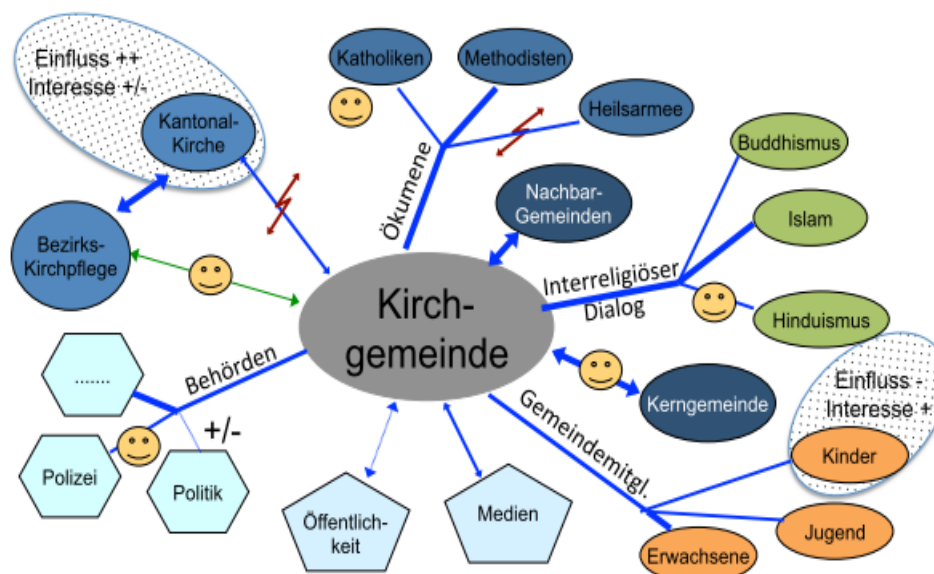 Einfluss ++
Interesse +/-
Kantonal-
Kirche
Bezirks-
Kirchpflege
Katholiken
Methodisten
Heilsarmee
Ökumene
Nachbar-
Gemeinden
Buddhismus
Islam
Hinduismus
Interreligiöser
Dialog
Kirch-
gemeinde
Kerngemeinde
Einfluss -
Interesse +
Kinder
Jugend
Erwachsene
Gemeindemitgl.
Behörden
.......
Polizei
+/-
Politik
Öffentlich-
keit
Medien